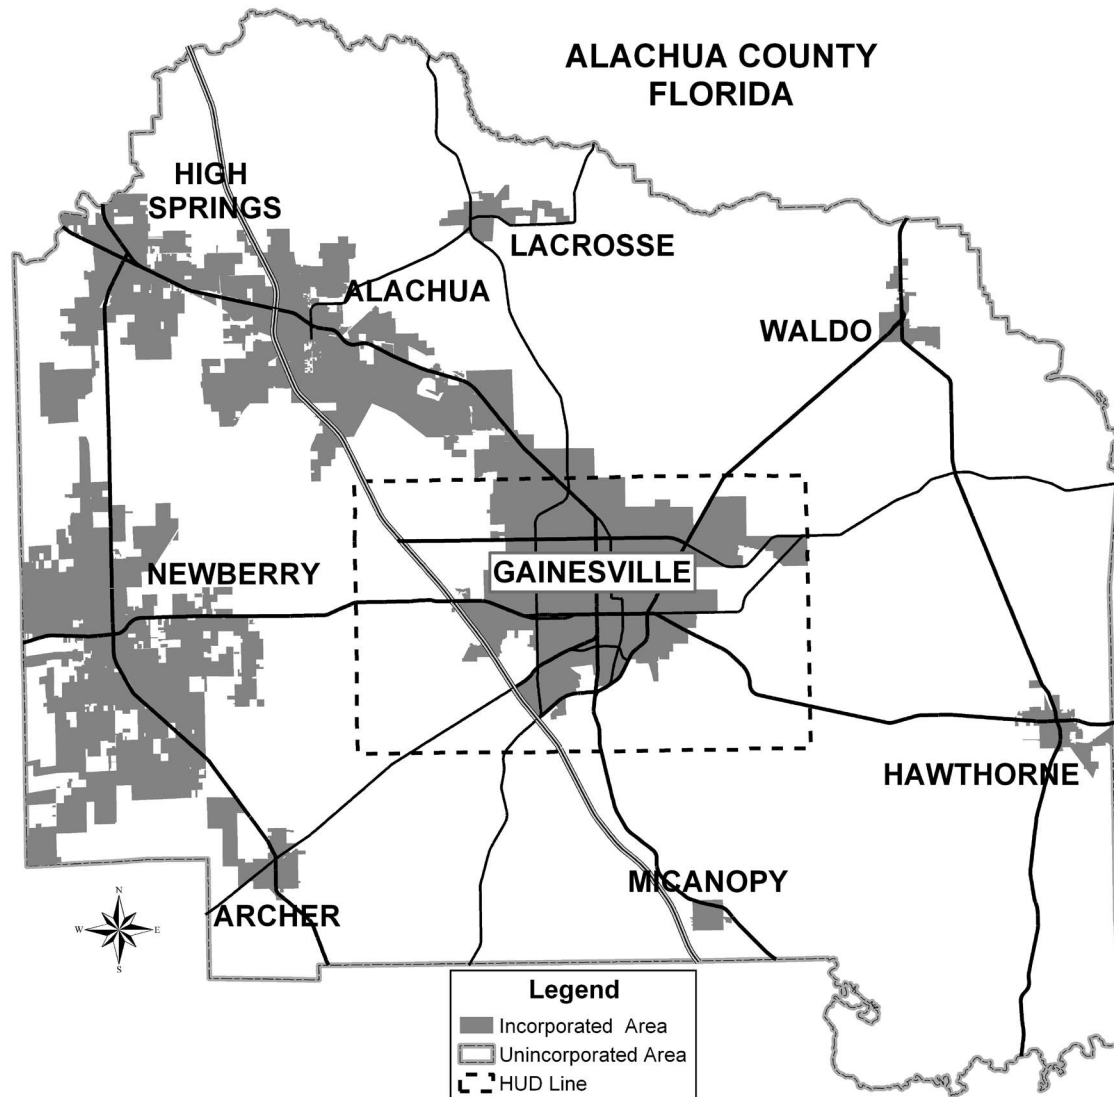 ALACHUA COUNTY
FLORIDA
HIGH
SPRINGS
LACROSSE
ALACHUA
WALDO
NEWBERRY
GAINESVILLE
HAWTHORNE
MICANOPY
ARCHER
N
W
E
S
Legend
Incorporated Area
Unincorporated Area
HUD Line